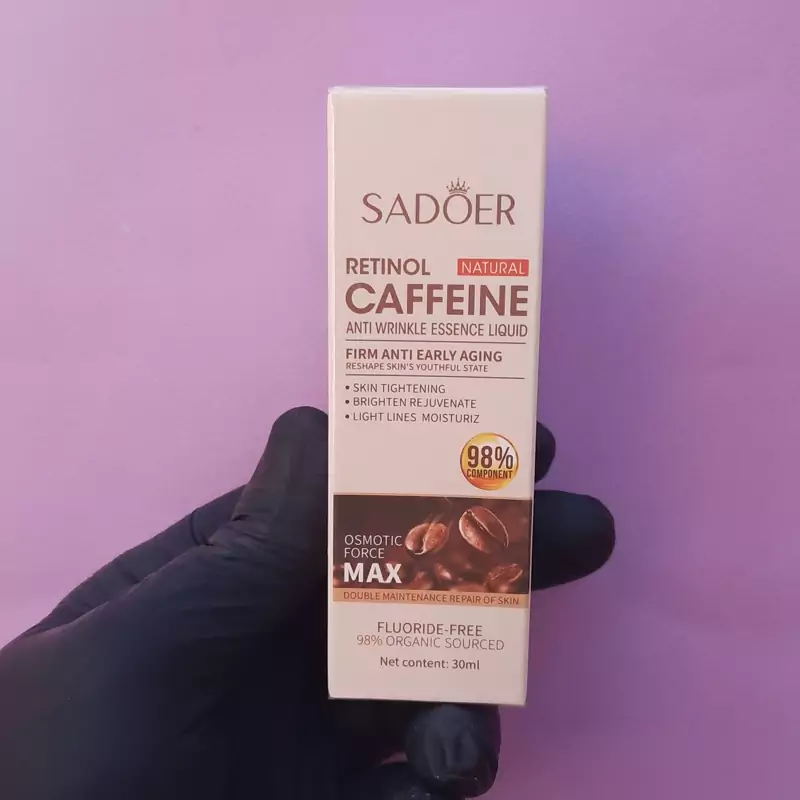 SADOER
RETINOL NATURAL
CAFFEINE
ANTI WRINKLE ESSENCE LIQUID
FIRM ANTI EARLY AGING
RESHAPE SKIN'S YOUTHFUL STATE
• SKIN TIGHTENING
• BRIGHTEN REJUVENATE
• LIGHT LINES MOISTURIZ
98%
COMPONENT
OSMOTIC
FORCE
MAX
DOUBLE MAINTENANCE REPAIR OF SKIN
FLUORIDE-FREE
98% ORGANIC SOURCED
Net content: 30ml